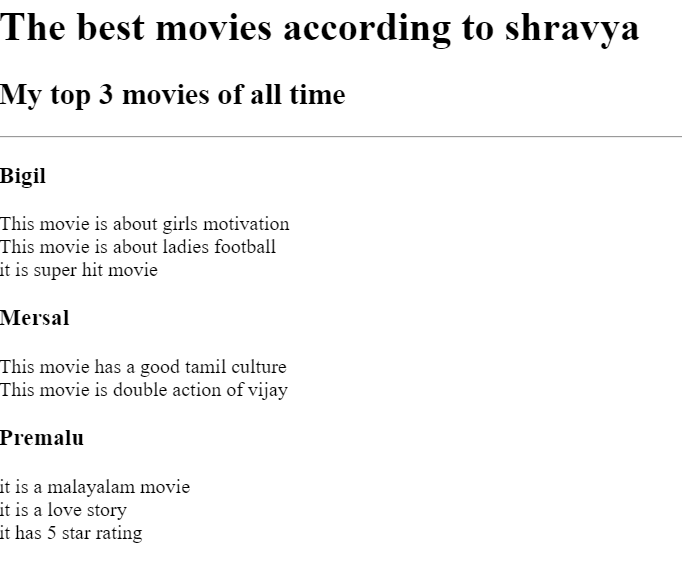 The best movies according to shravya
My top 3 movies of all time
Bigil
This movie is about girls motivation
This movie is about ladies football
it is super hit movie
Mersal
This movie has a good tamil culture
This movie is double action of vijay
Premalu
it is a malayalam movie
it is a love story
it has 5 star rating